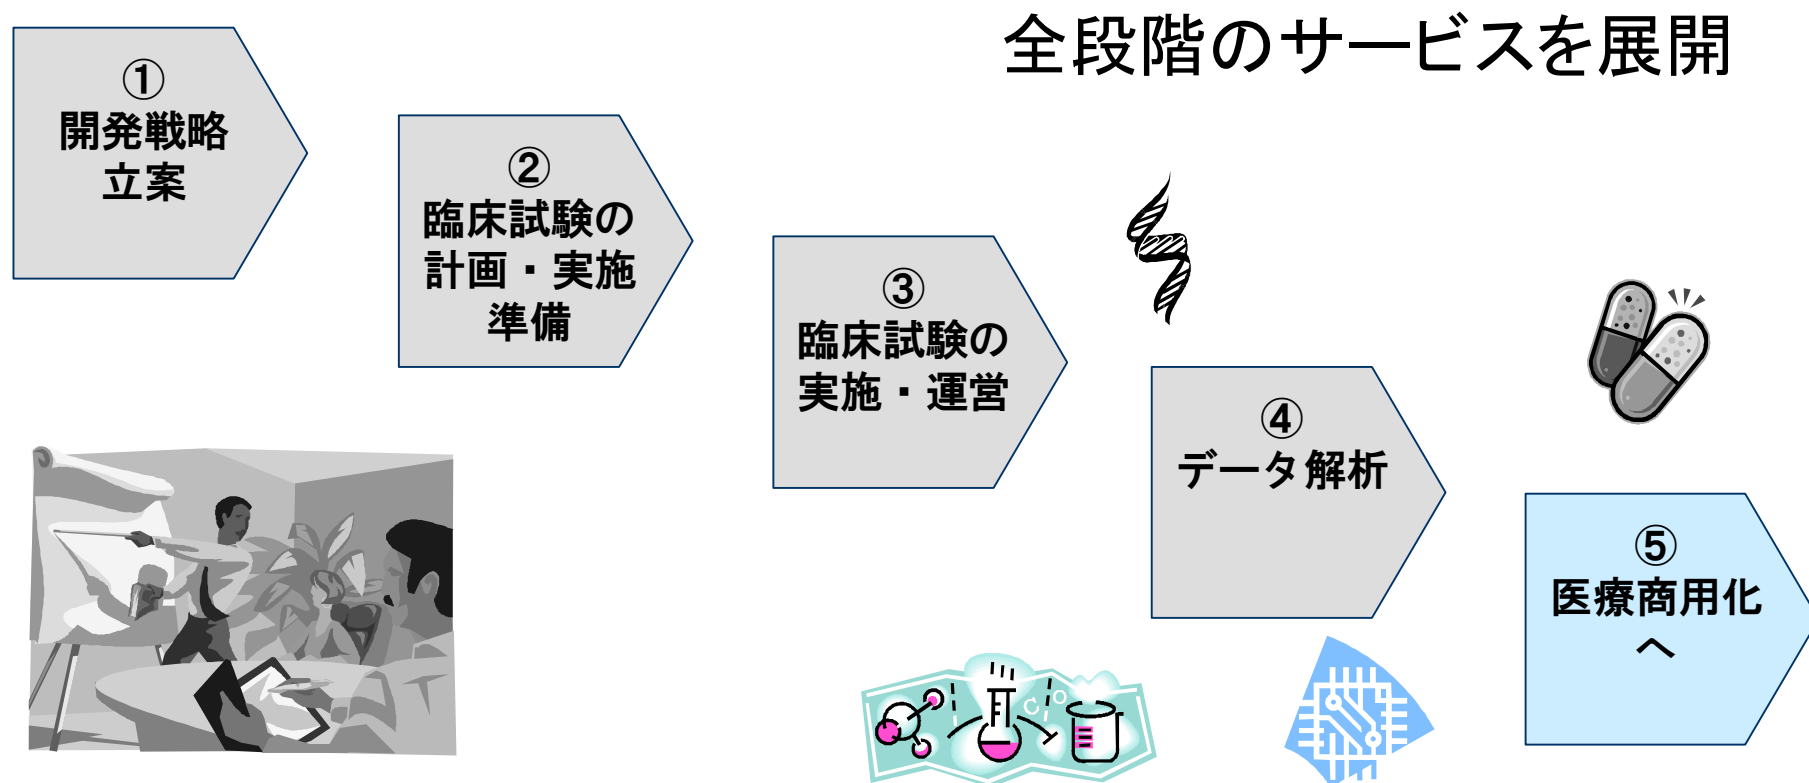 全段階のサービスを展開
①
開発戦略
立案
②
臨床試験の
計画・実施
準備
③
臨床試験の
実施・運営
④
データ解析
⑤
医療商用化
へ
C
O